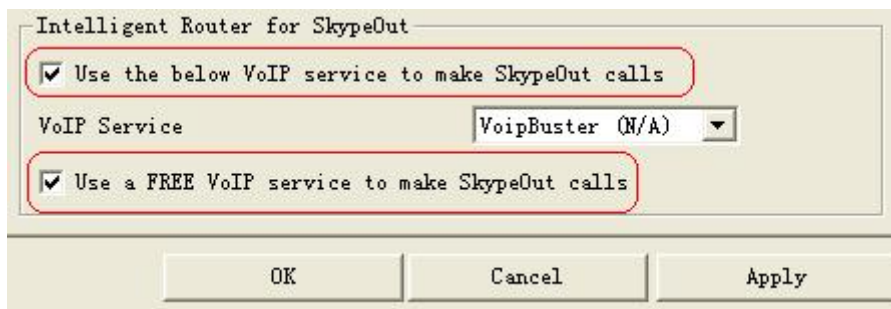 Intelligent Router for SkypeOut
Use the below VoIP service to make SkypeOut calls
VoIP Service VoipBuster (N/A)
Use a FREE VoIP service to make SkypeOut calls
OK Cancel Apply